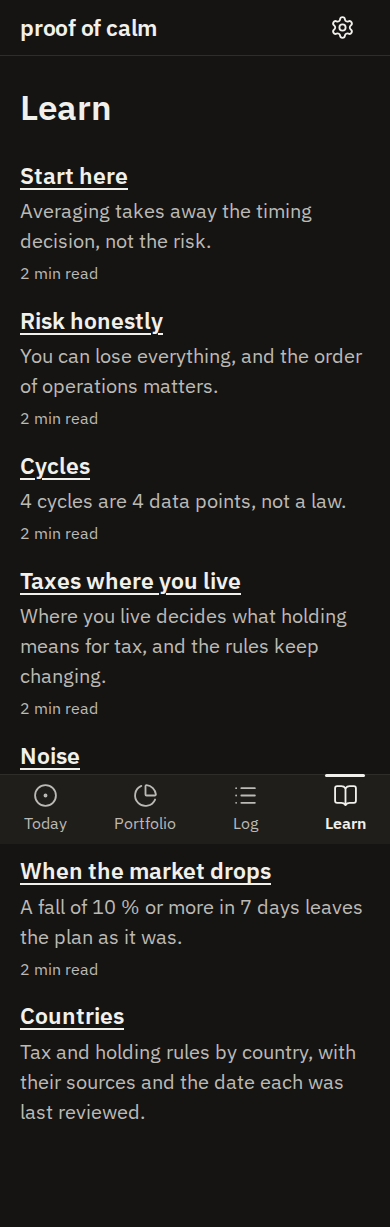 proof of calm
Learn
Start here
Averaging takes away the timing
decision, not the risk.
2 min read
Risk honestly
You can lose everything, and the order
of operations matters.
2 min read
Cycles
4 cycles are 4 data points, not a law.
2 min read
Taxes where you live
Where you live decides what holding
means for tax, and the rules keep
changing.
2 min read
Noise
Today Portfolio Log Learn
When the market drops
A fall of 10 % or more in 7 days leaves
the plan as it was.
2 min read
Countries
Tax and holding rules by country, with
their sources and the date each was
last reviewed.